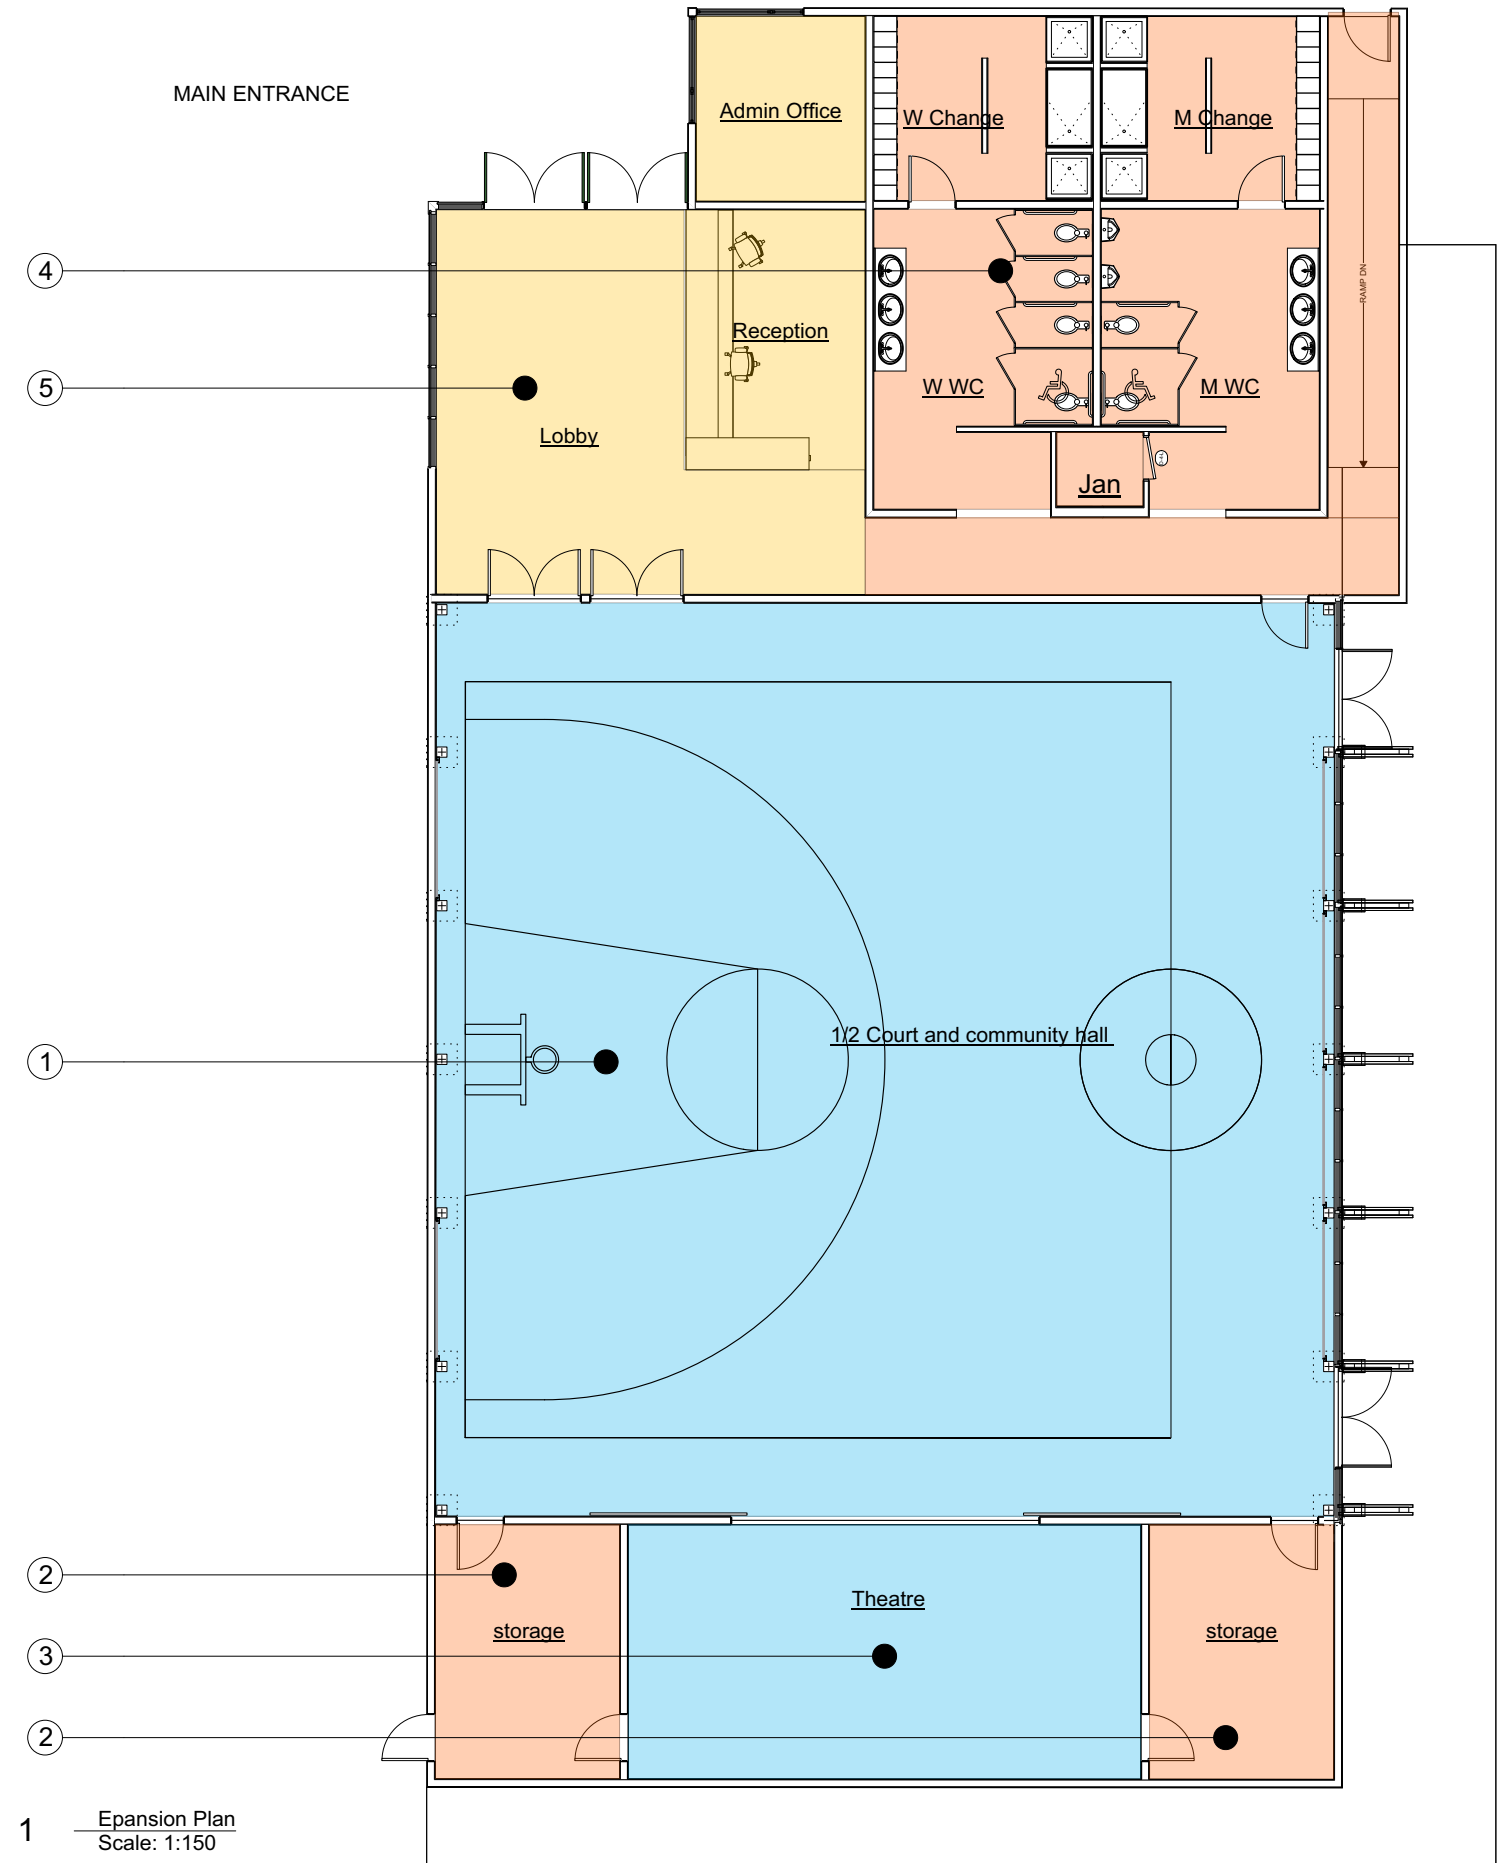 MAIN ENTRANCE
Admin Office
W Change
M Change
4
RAMP DN
Reception
5
W WC
M WC
Lobby
Jan
1/2 Court and community hall
1
2
Theatre
storage
storage
3
2
1
Epansion Plan
Scale: 1:150